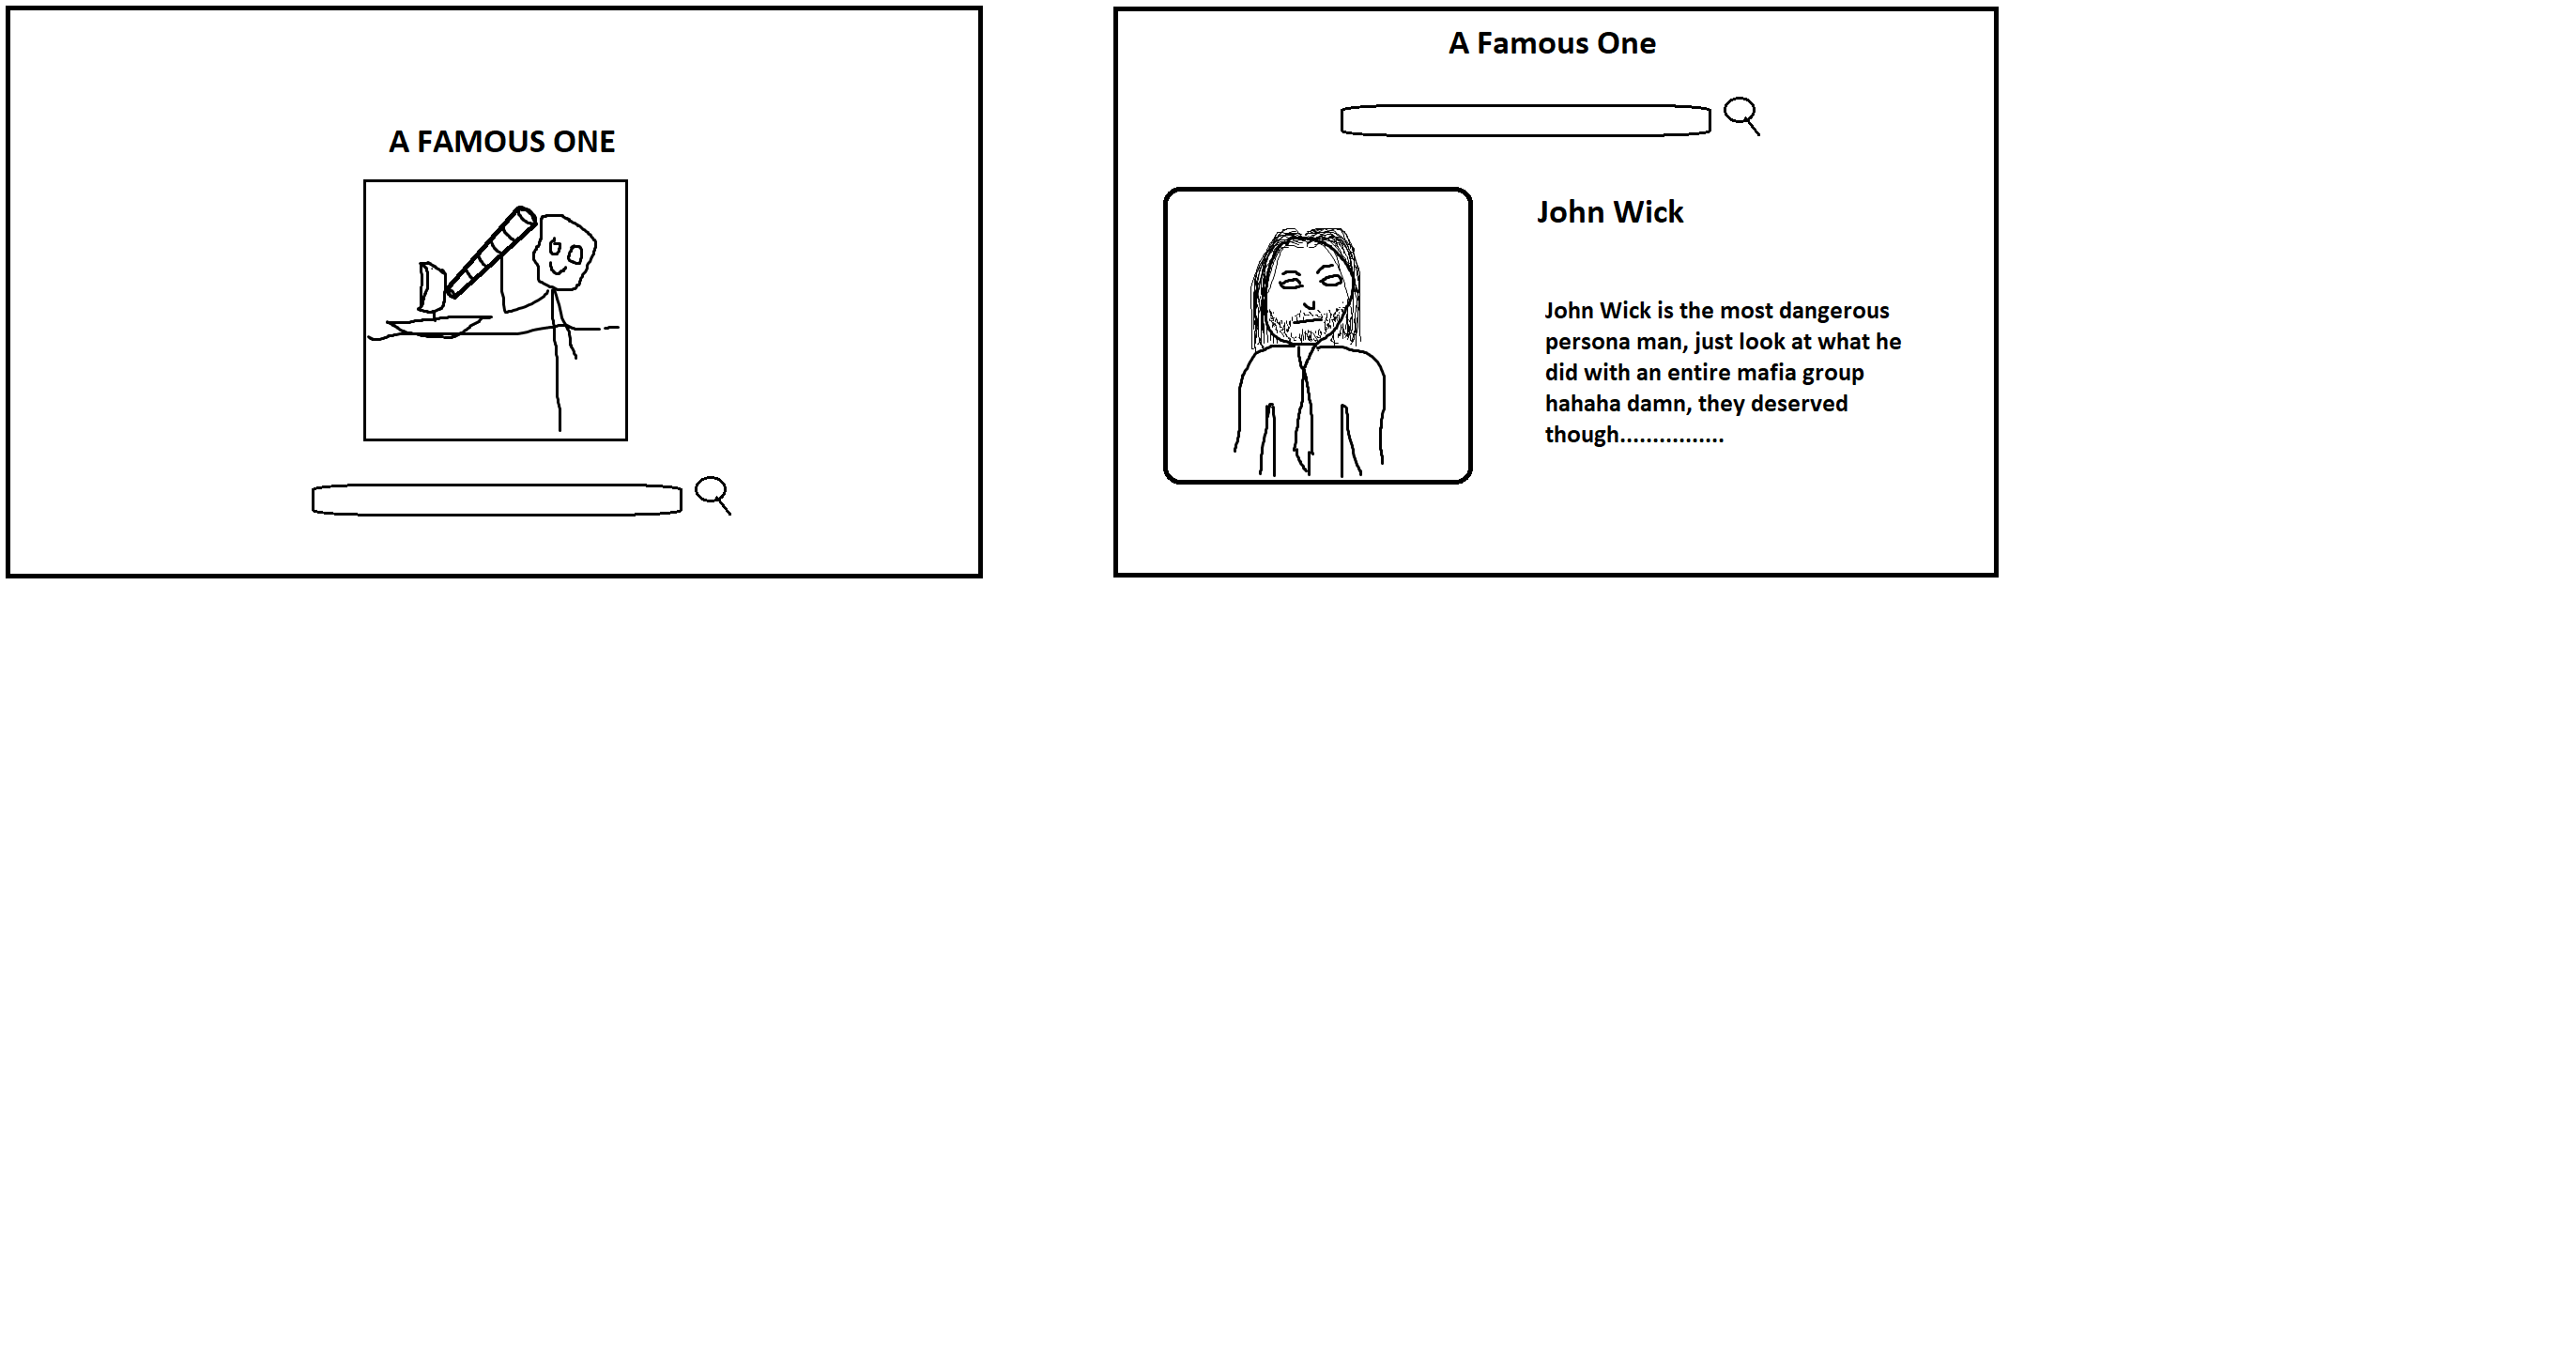 A FAMOUS ONE
A Famous One
John Wick
John Wick is the most dangerous
persona man, just look at what he
did with an entire mafia group
hahaha damn, they deserved
though................